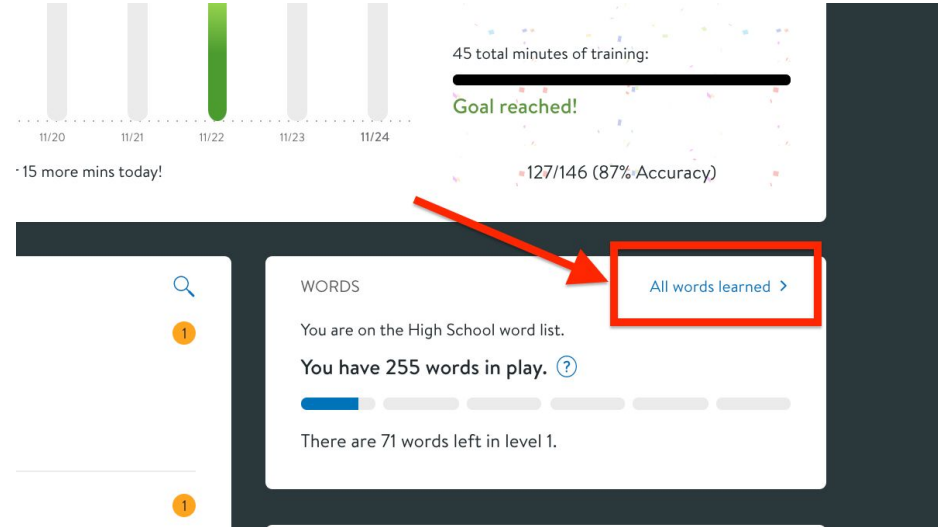 45 total minutes of training:
Goal reached!
11/20 11/21 11/22 11/23 11/24
15 more mins today!
127/146 (87% Accuracy)
WORDS
All words learned >
1
You are on the High School word list.
You have 255 words in play. ?
There are 71 words left in level 1.
1